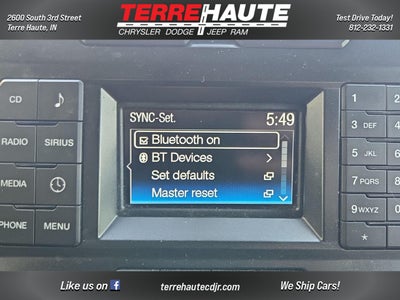 2600 South 3rd Street
Terre Haute, IN
TERRE HAUTE
CHRYSLER DODGE JEEP RAM
Test Drive Today!
812-232-1331
CD
RADIO
SIRIUS
MEDIA
PHONE
MENU
SYNC-Set.
5:49
Bluetooth on
BT Devices
Set defaults
Master reset
1
2 ABC
3 DEF
4
5 JKL
6
7 PQRS
8
9 WXYZ
0
*
#
Like us on f
terrehautecdjr.com
We Ship Cars!